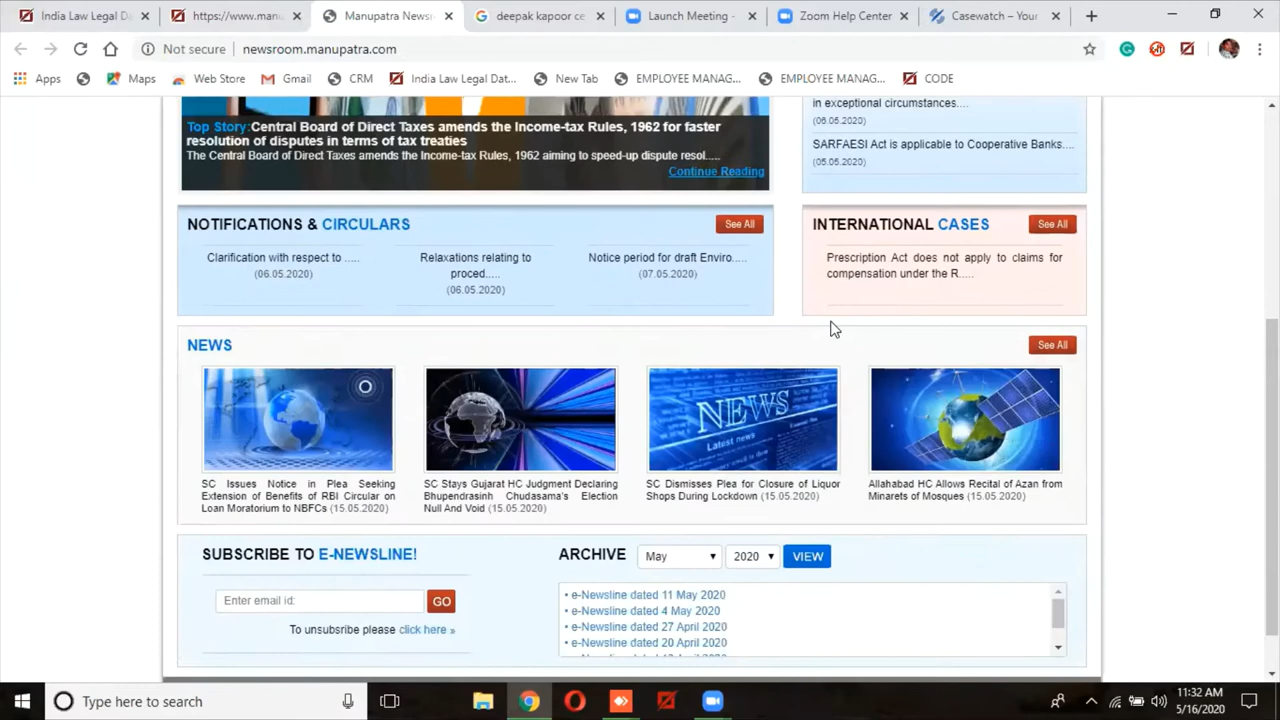 India Law Legal Da
https://www.manu
Manupatra Newsr
deepak kapoor ce
Launch Meeting -
Zoom Help Center
Casewatch – Your
Not secure | newsroom.manupatra.com
Apps
Maps
Web Store
Gmail
CRM
India Law Legal Dat...
New Tab
EMPLOYEE MANAG...
EMPLOYEE MANAG...
CODE
in exceptional circumstances....
(06.05.2020)
SARFAESI Act is applicable to Cooperative Banks....
(05.05.2020)
Top Story:Central Board of Direct Taxes amends the Income-tax Rules, 1962 for faster
resolution of disputes in terms of tax treaties
The Central Board of Direct Taxes amends the Income-tax Rules, 1962 aiming to speed-up dispute resol.....
Continue Reading
NOTIFICATIONS & CIRCULARS
See All
Clarification with respect to .....
(06.05.2020)
Relaxations relating to
proced.....
(06.05.2020)
Notice period for draft Enviro.....
(07.05.2020)
INTERNATIONAL CASES
See All
Prescription Act does not apply to claims for
compensation under the R.....
NEWS
See All
NEWS
Latest news
SC Issues Notice in Plea Seeking
Extension of Benefits of RBI Circular on
Loan Moratorium to NBFCs (15.05.2020)
SC Stays Gujarat HC Judgment Declaring
Bhupendrasinh Chudasama's Election
Null And Void (15.05.2020)
SC Dismisses Plea for Closure of Liquor
Shops During Lockdown (15.05.2020)
Allahabad HC Allows Recital of Azan from
Minarets of Mosques (15.05.2020)
SUBSCRIBE TO E-NEWSLINE!
Enter email id:
GO
To unsubsribe please click here »
ARCHIVE
May
2020
VIEW
• e-Newsline dated 11 May 2020
• e-Newsline dated 4 May 2020
• e-Newsline dated 27 April 2020
• e-Newsline dated 20 April 2020
Type here to search
11:32 AM
5/16/2020